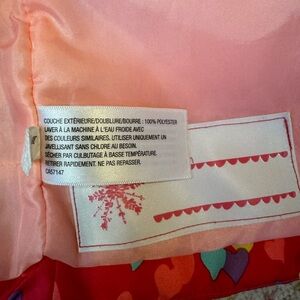 COUCHE EXTÉRIEURE/DOUBLURE/BOURRE : 100% POLYESTER
LAVER À LA MACHINE À L'EAU FROIDE AVEC
DES COULEURS SIMILAIRES. UTILISER UNIQUEMENT UN
JAVELLISANT SANS CHLORE AU BESOIN.
SÉCHER PAR CULBUTAGE À BASSE TEMPÉRATURE.
RETIRER RAPIDEMENT. NE PAS REPASSER.
CA57147